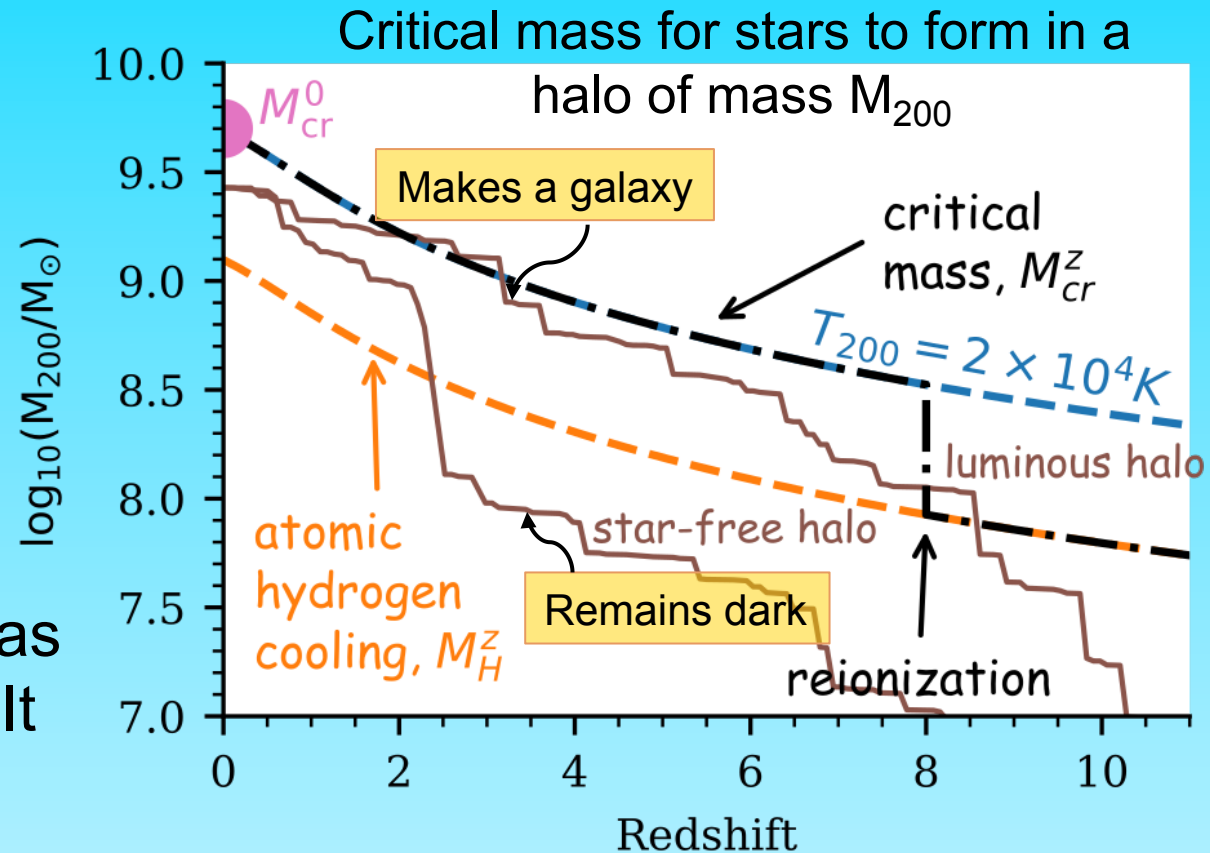 Critical mass for stars to form in a
halo of mass M₂₀₀
10.0
9.5
9.0
8.5
8.0
7.5
7.0
log₁₀(M₂₀₀/M☉)
M⁰cr
Makes a galaxy
critical
mass, Mᶻcr
T₂₀₀ = 2 × 10⁴K
luminous halo
star-free halo
atomic
hydrogen
cooling, Mᶻ_H
Remains dark
reionization
as
It
0 2 4 6 8 10
Redshift